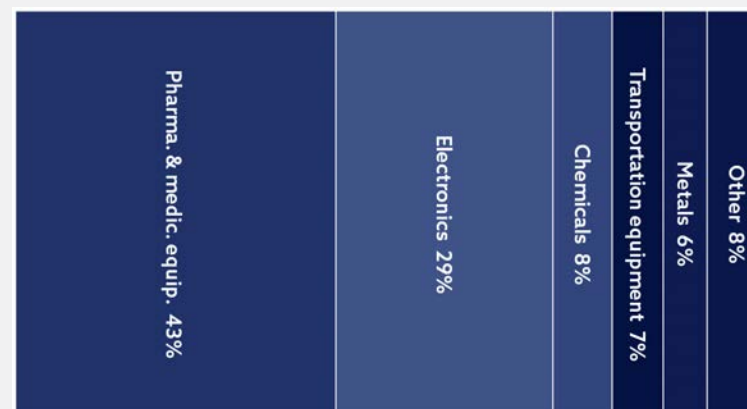 Pharma. & medic. equip. 43%
Electronics 29%
Chemicals 8%
Transportation equipment 7%
Metals 6%
Other 8%